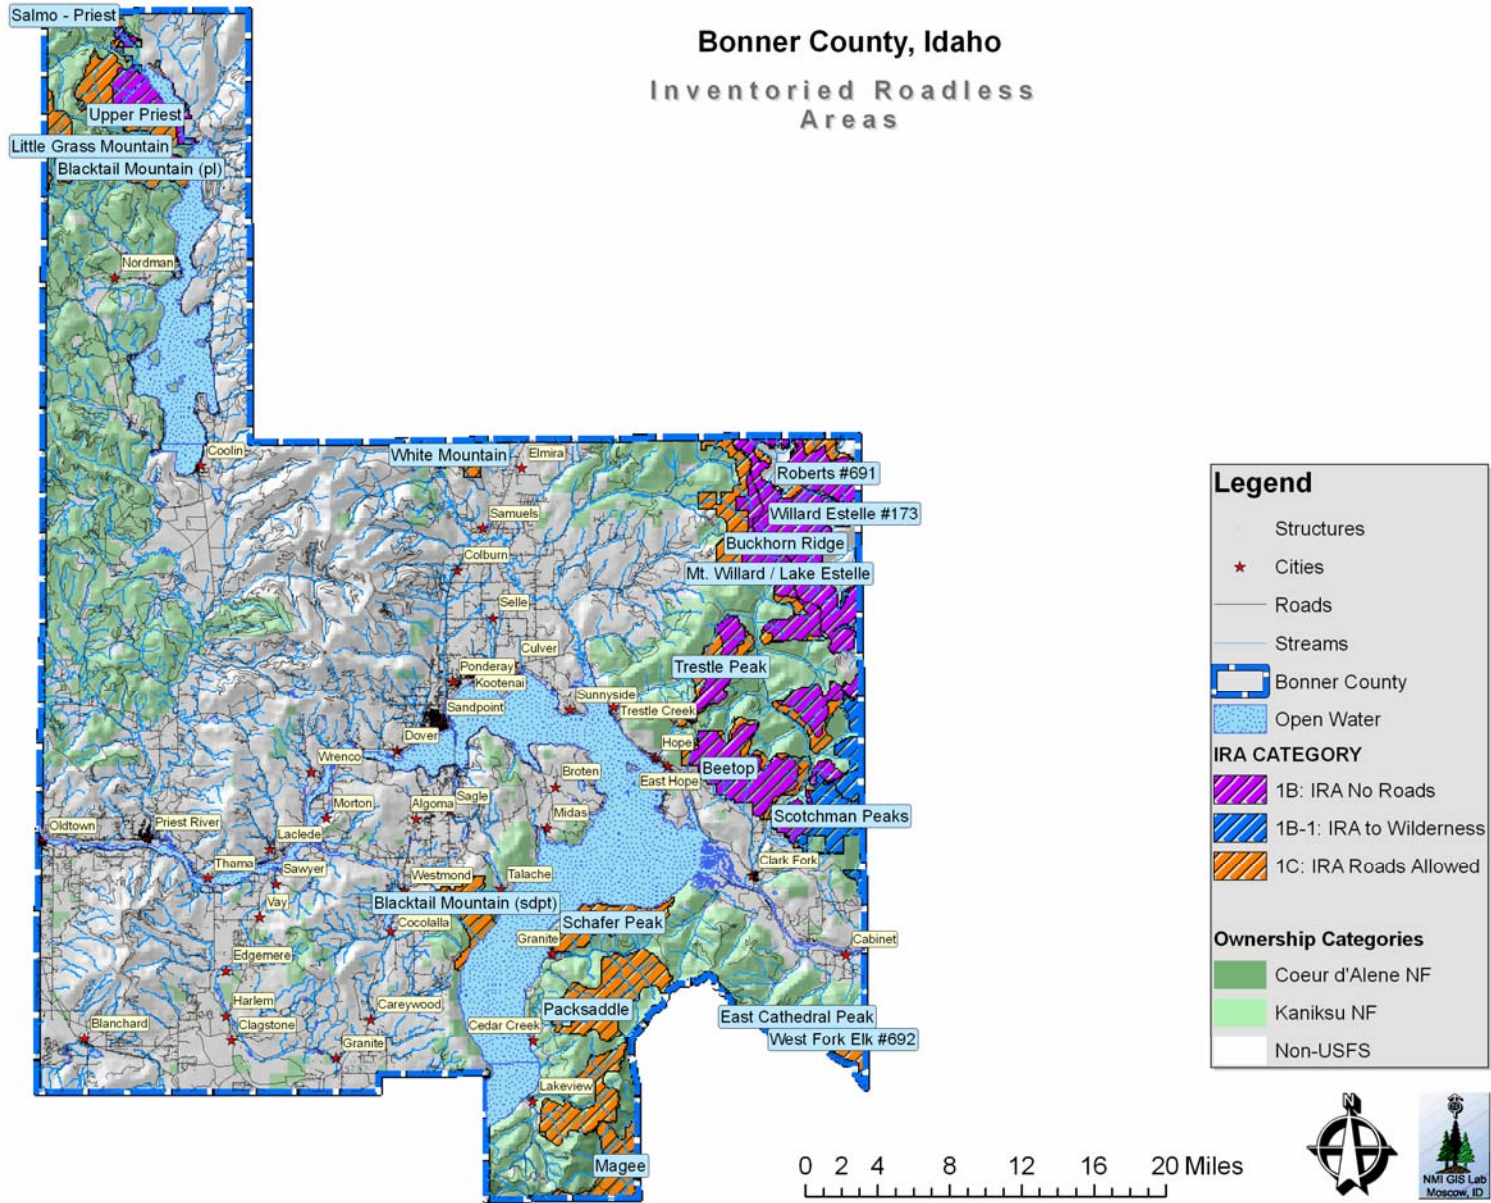 Salmo - Priest
Bonner County, Idaho
Inventoried Roadless
Areas
Upper Priest
Little Grass Mountain
Blacktail Mountain (pl)
Nordman
Coolin
White Mountain
Elmira
Roberts #691
Samuels
Willard Estelle #173
Buckhorn Ridge
Colburn
Mt. Willard / Lake Estelle
Selle
Culver
Ponderay
Trestle Peak
Kootenai
Sunnyside
Sandpoint
Trestle Creek
Dover
Hope
Wrenco
Beetop
Broten
East Hope
Sagle
Morton
Algoma
Midas
Scotchman Peaks
Oldtown
Priest River
Laclede
Thama
Sawyer
Westmond
Talache
Clark Fork
Vay
Blacktail Mountain (sdpt)
Cocolalla
Schafer Peak
Granite
Cabinet
Edgemere
Harlem
Careywood
Packsaddle
East Cathedral Peak
Blanchard
Clagstone
Cedar Creek
West Fork Elk #692
Granite
Lakeview
Magee
Legend
Structures
Cities
Roads
Streams
Bonner County
Open Water
IRA CATEGORY
1B: IRA No Roads
1B-1: IRA to Wilderness
1C: IRA Roads Allowed
Ownership Categories
Coeur d'Alene NF
Kaniksu NF
Non-USFS
0 2 4 8 12 16 20 Miles
N
NMI GIS Lab
Moscow, ID